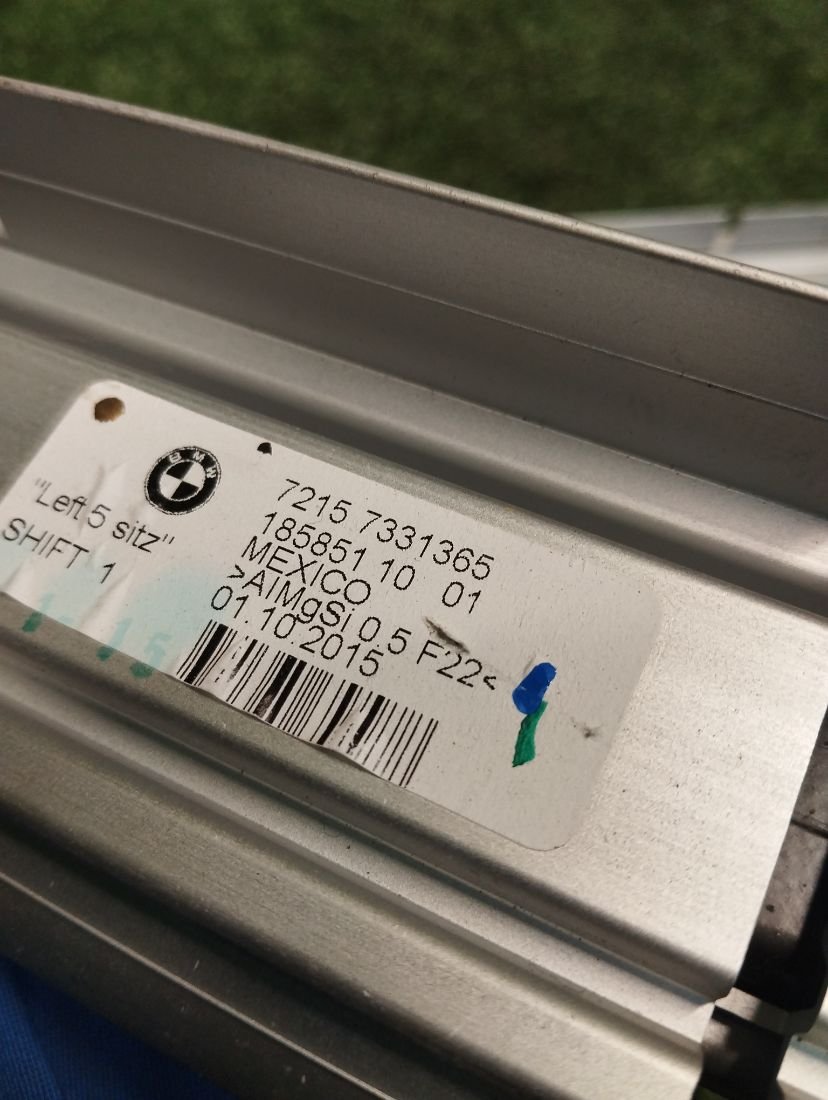 BMW
"Left 5 sitz"
SHIFT 1
7215 7331365
185851 10 01
MEXICO
>AlMgSi 0.5 F22<
01.10.2015